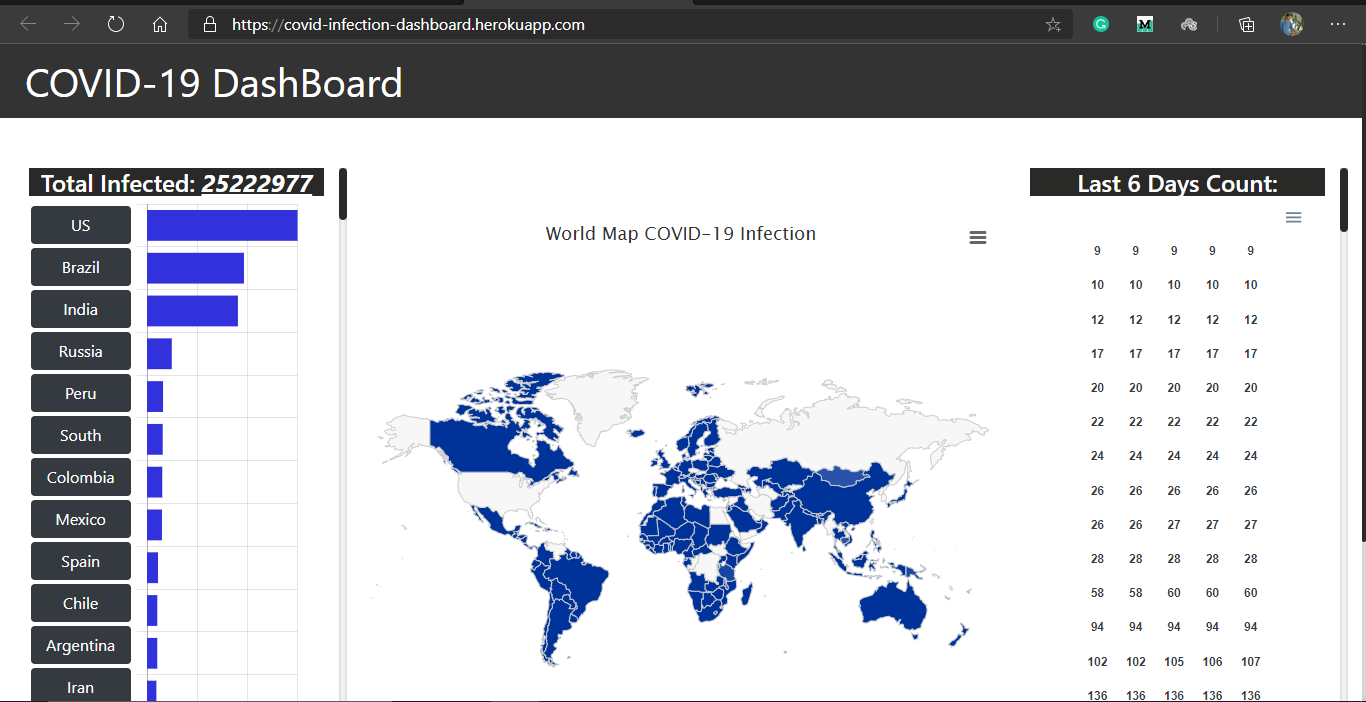 https://covid-infection-dashboard.herokuapp.com
COVID-19 DashBoard
Total Infected: 25222977
US
Brazil
India
Russia
Peru
South
Colombia
Mexico
Spain
Chile
Argentina
Iran
World Map COVID-19 Infection
Last 6 Days Count:
9 9 9 9 9
10 10 10 10 10
12 12 12 12 12
17 17 17 17 17
20 20 20 20 20
22 22 22 22 22
24 24 24 24 24
26 26 26 26 26
26 26 27 27 27
28 28 28 28 28
58 58 60 60 60
94 94 94 94 94
102 102 105 106 107
136 136 136 136 136